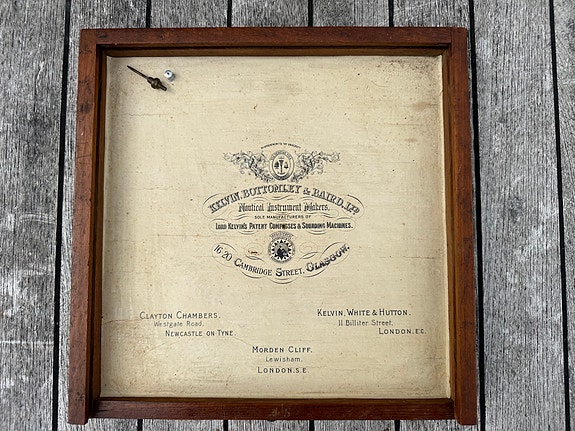 KELVIN, BOTTOMLEY & BAIRD, LTD.
Nautical Instrument Makers,
SOLE MANUFACTURERS OF
LORD KELVIN'S PATENT COMPASSES & SOUNDING MACHINES.
16-20 CAMBRIDGE STREET, GLASGOW.
CLAYTON CHAMBERS,
Westgate Road,
NEWCASTLE-ON-TYNE.
KELVIN, WHITE & HUTTON.
11 Billiter Street,
LONDON. E.C.
MORDEN CLIFF,
Lewisham,
LONDON, S.E.